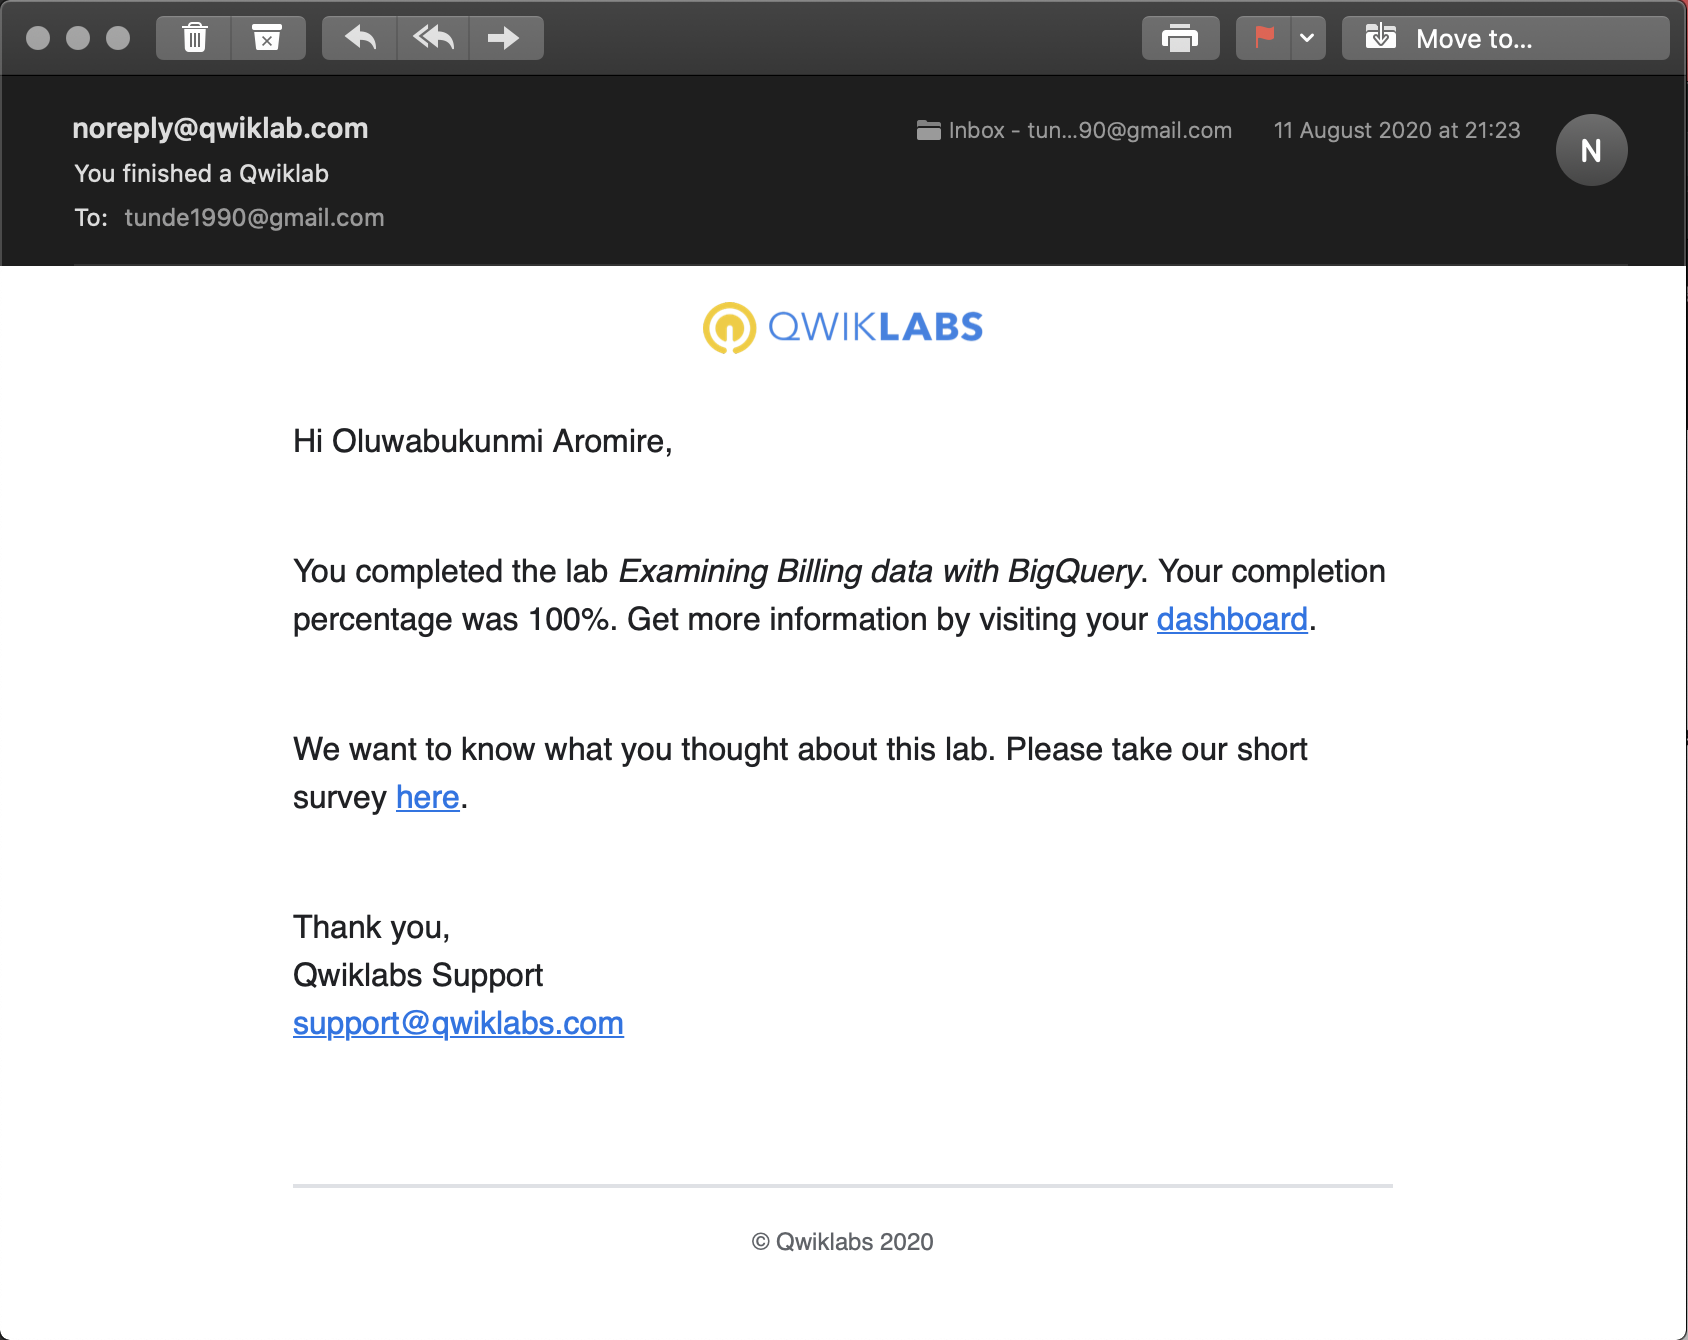 Move to...
noreply@qwiklab.com
Inbox - tun...90@gmail.com
11 August 2020 at 21:23
N
You finished a Qwiklab
To: tunde1990@gmail.com
QWIKLABS
Hi Oluwabukunmi Aromire,
You completed the lab Examining Billing data with BigQuery. Your completion
percentage was 100%. Get more information by visiting your dashboard.
We want to know what you thought about this lab. Please take our short
survey here.
Thank you,
Qwiklabs Support
support@qwiklabs.com
© Qwiklabs 2020